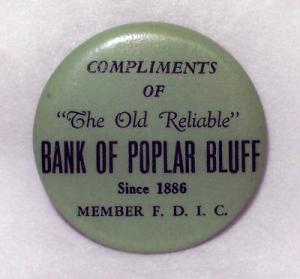 COMPLIMENTS
OF
"The Old Reliable"
BANK OF POPLAR BLUFF
Since 1886
MEMBER F. D. I. C.